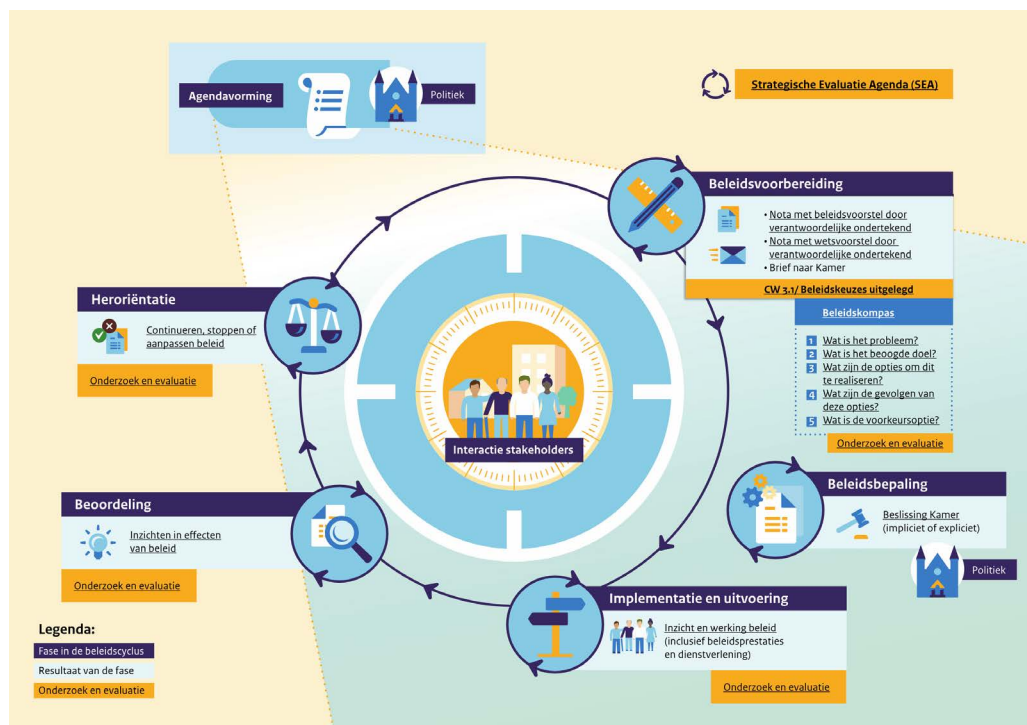 Agendavorming
Politiek
Strategische Evaluatie Agenda (SEA)
Beleidsvoorbereiding
• Nota met beleidsvoorstel door
verantwoordelijke ondertekend
• Nota met wetsvoorstel door
verantwoordelijke ondertekend
• Brief naar Kamer
CW 3.1/ Beleidskeuzes uitgelegd
Beleidskompas
1 Wat is het probleem?
2 Wat is het beoogde doel?
3 Wat zijn de opties om dit
te realiseren?
4 Wat zijn de gevolgen van
deze opties?
5 Wat is de voorkeursoptie?
Onderzoek en evaluatie
Beleidsbepaling
Beslissing Kamer
(impliciet of expliciet)
Politiek
Implementatie en uitvoering
Inzicht en werking beleid
(inclusief beleidsprestaties
en dienstverlening)
Onderzoek en evaluatie
Beoordeling
Inzichten in effecten
van beleid
Onderzoek en evaluatie
Heroriëntatie
Continueren, stoppen of
aanpassen beleid
Onderzoek en evaluatie
Interactie stakeholders
Legenda:
Fase in de beleidscyclus
Resultaat van de fase
Onderzoek en evaluatie